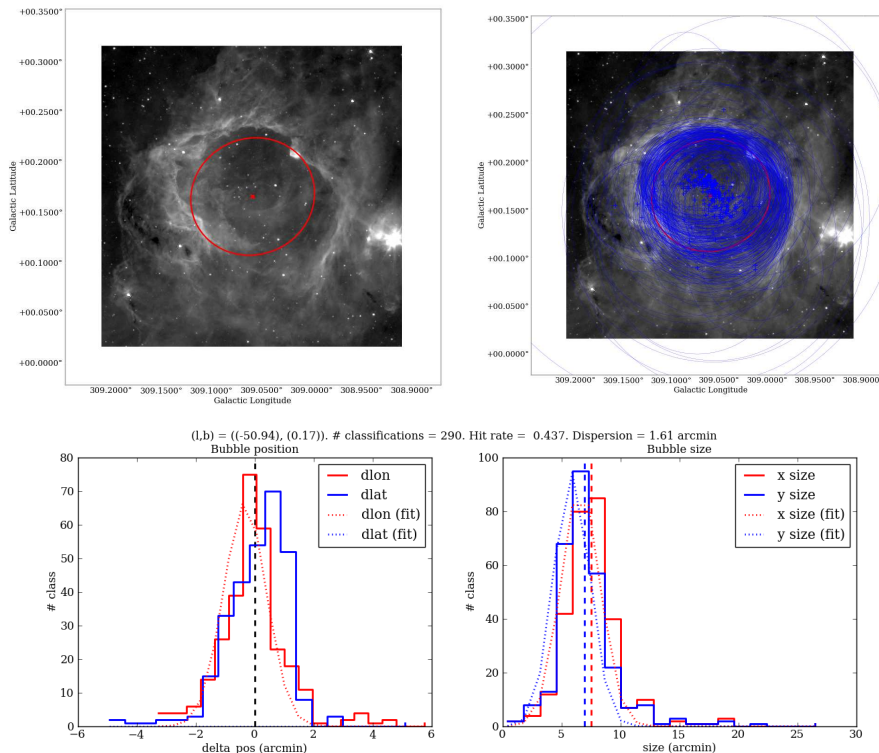 +00.3500°
+00.3000°
+00.2500°
+00.2000°
+00.1500°
+00.1000°
+00.0500°
+00.0000°
Galactic Latitude
309.2000° 309.1500° 309.1000° 309.0500° 309.0000° 308.9500° 308.9000°
Galactic Longitude
+00.3500°
+00.3000°
+00.2500°
+00.2000°
+00.1500°
+00.1000°
+00.0500°
+00.0000°
Galactic Latitude
309.2000° 309.1500° 309.1000° 309.0500° 309.0000° 308.9500° 308.9000°
Galactic Longitude
(l,b) = ((-50.94), (0.17)). # classifications = 290. Hit rate = 0.437. Dispersion = 1.61 arcmin
Bubble position
80
70
60
50
40
30
20
10
0
# class
dlon
dlat
dlon (fit)
dlat (fit)
−6 −4 −2 0 2 4 6
delta pos (arcmin)
Bubble size
100
80
60
40
20
0
# class
x size
y size
x size (fit)
y size (fit)
0 5 10 15 20 25 30
size (arcmin)